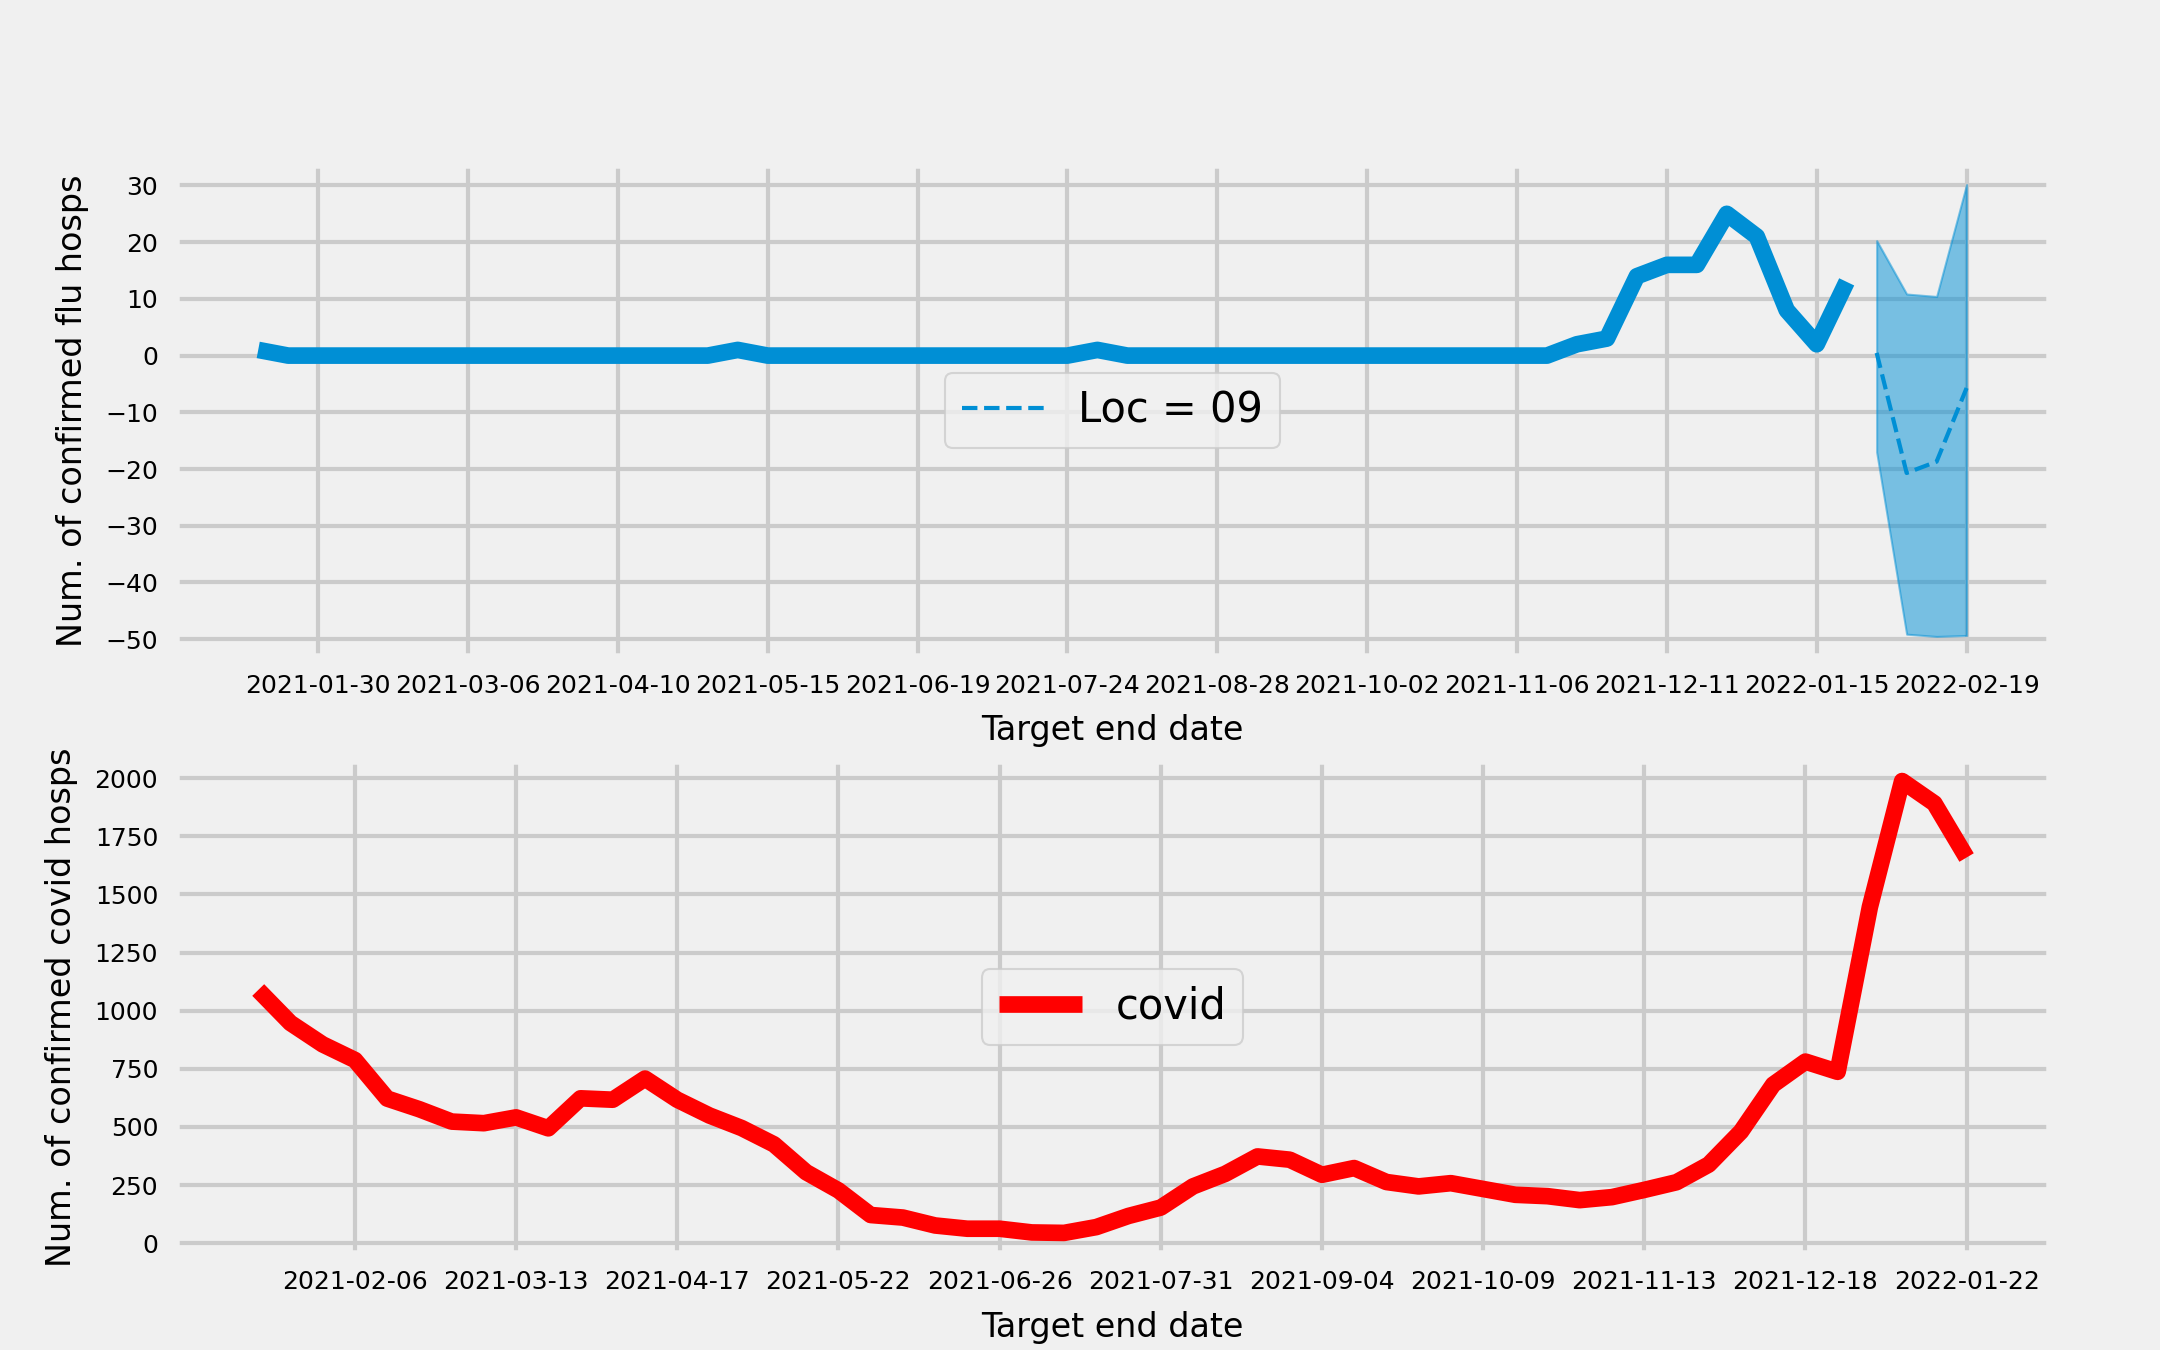 Num. of confirmed flu hosps
30
20
10
0
−10
−20
−30
−40
−50
Loc = 09
2021-01-30 2021-03-06 2021-04-10 2021-05-15 2021-06-19 2021-07-24 2021-08-28 2021-10-02 2021-11-06 2021-12-11 2022-01-15 2022-02-19
Target end date
Num. of confirmed covid hosps
2000
1750
1500
1250
1000
750
500
250
0
covid
2021-02-06 2021-03-13 2021-04-17 2021-05-22 2021-06-26 2021-07-31 2021-09-04 2021-10-09 2021-11-13 2021-12-18 2022-01-22
Target end date